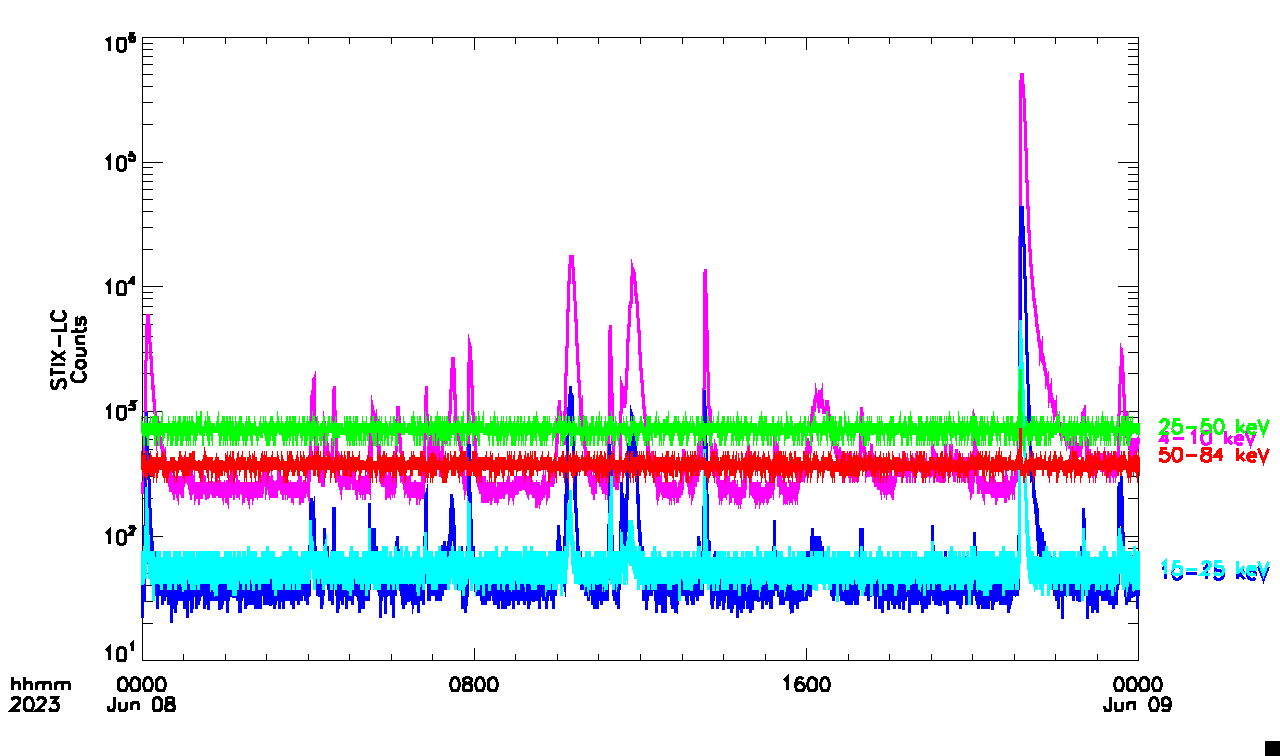 10⁶
10⁵
10⁴
10³
10²
10¹
STIX-LC
Counts
25-50 keV
4-10 keV
50-84 keV
15-25 keV
hhmm 0000 0800 1600 0000
2023 Jun 08 Jun 09